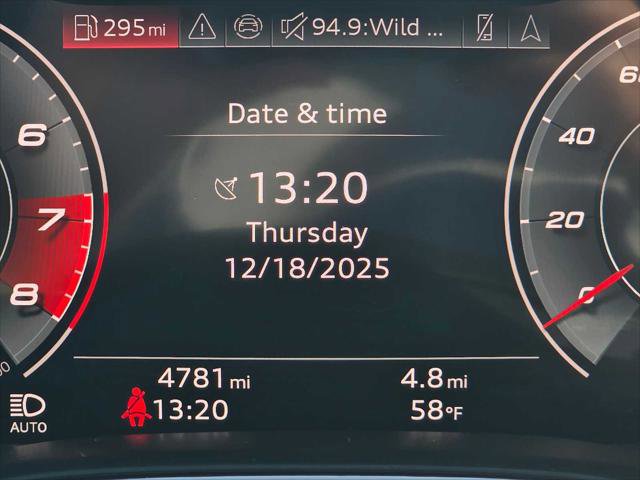 295 mi
94.9:Wild ...
Date & time
13:20
Thursday
12/18/2025
6
7
8
40
20
0
4781 mi
4.8 mi
13:20
58°F
AUTO